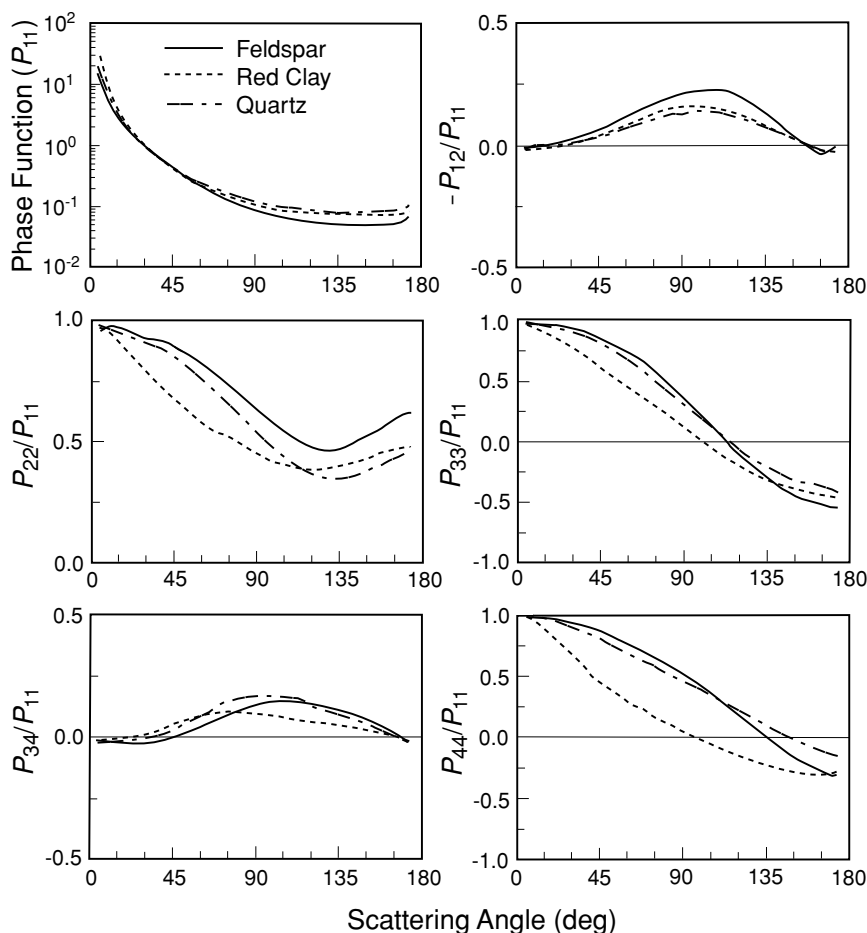 Phase Function (P11)
10^2
10^1
10^0
10^-1
10^-2
Feldspar
Red Clay
Quartz
0 45 90 135 180
-P12/P11
0.5
0.0
-0.5
0 45 90 135 180
P22/P11
1.0
0.5
0.0
0 45 90 135 180
P33/P11
1.0
0.5
0.0
-0.5
-1.0
0 45 90 135 180
P34/P11
0.5
0.0
-0.5
0 45 90 135 180
P44/P11
1.0
0.5
0.0
-0.5
-1.0
0 45 90 135 180
Scattering Angle (deg)